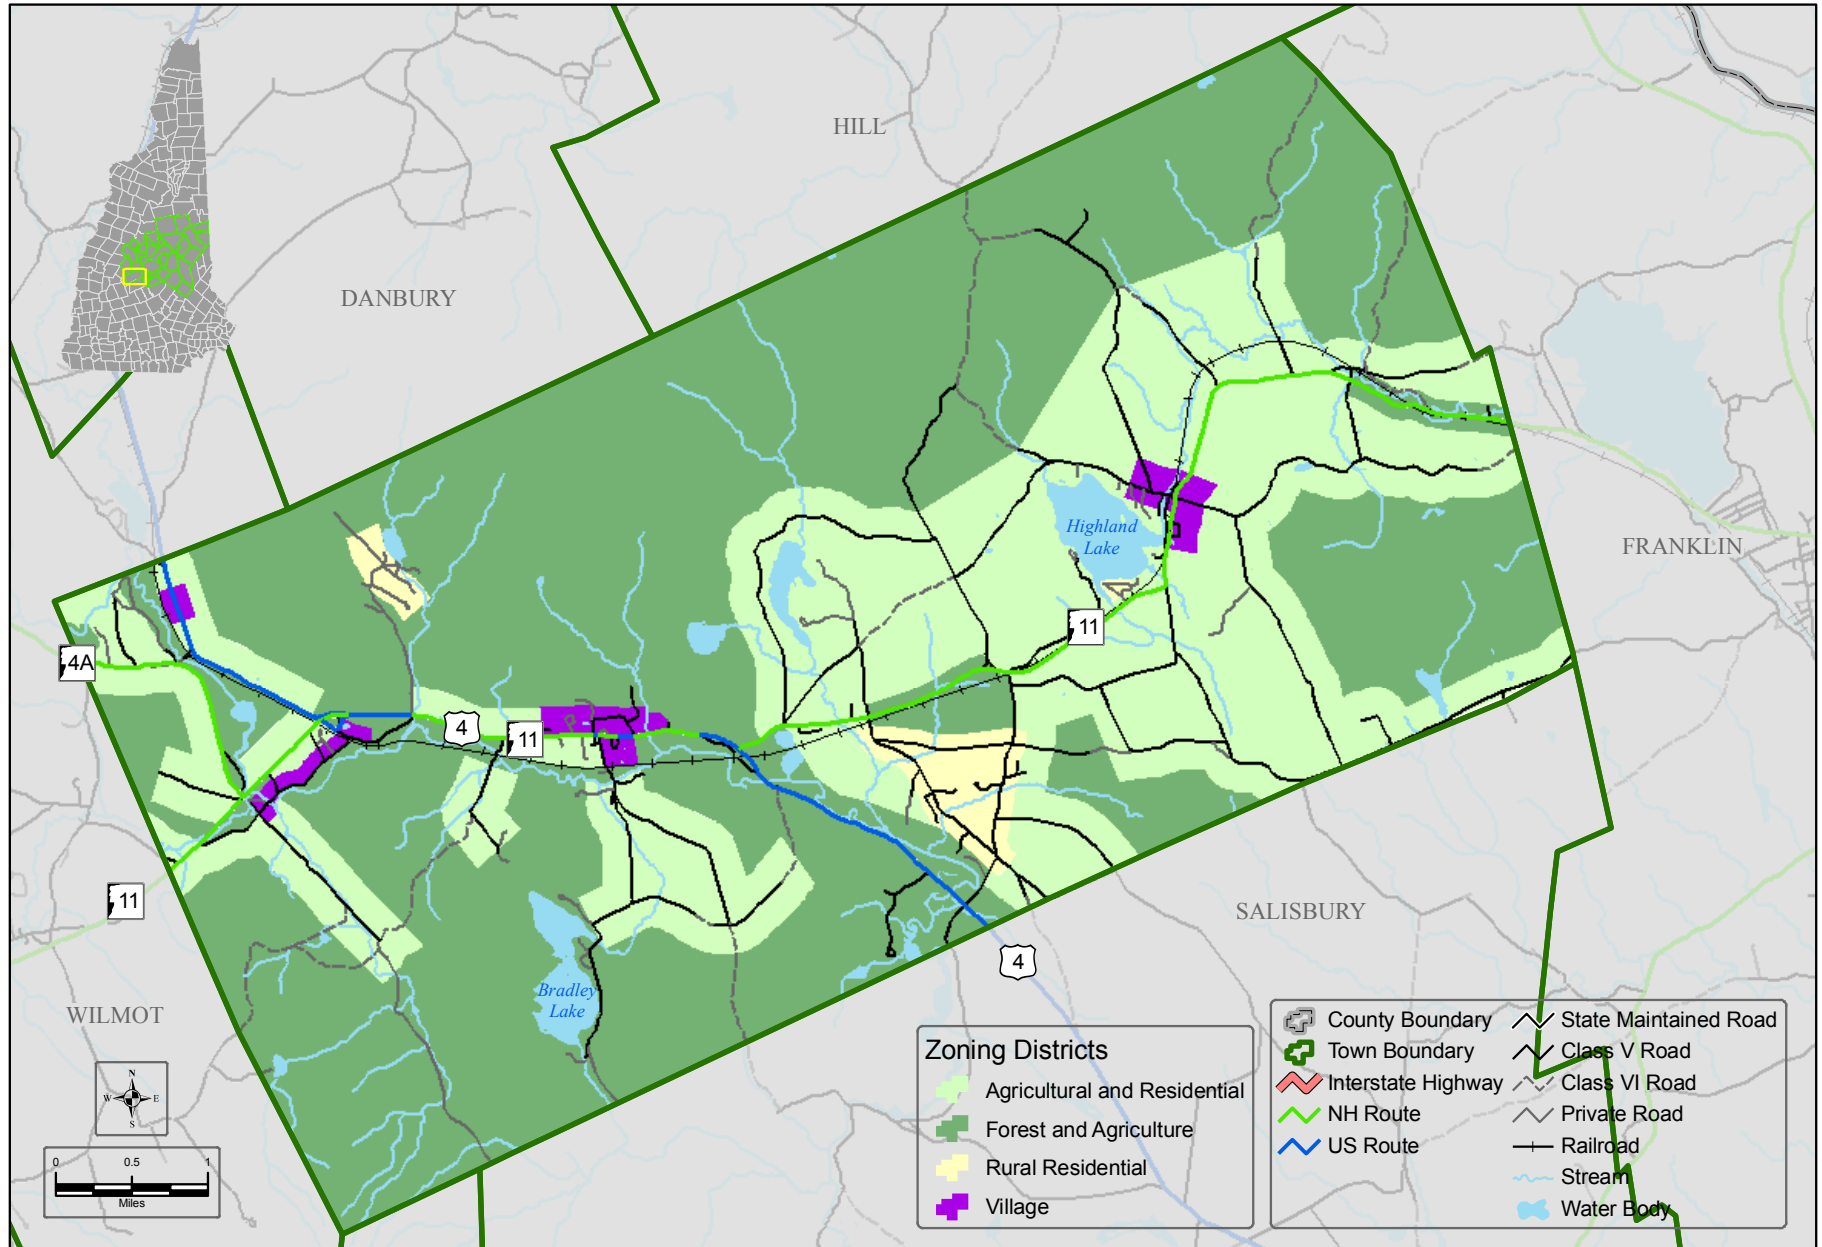 HILL
DANBURY
Highland
Lake
FRANKLIN
11
4A
4
11
11
SALISBURY
4
Bradley
Lake
WILMOT
N
W E
S
0 0.5 1
Miles
Zoning Districts
Agricultural and Residential
Forest and Agriculture
Rural Residential
Village
County Boundary
Town Boundary
Interstate Highway
NH Route
US Route
State Maintained Road
Class V Road
Class VI Road
Private Road
Railroad
Stream
Water Body